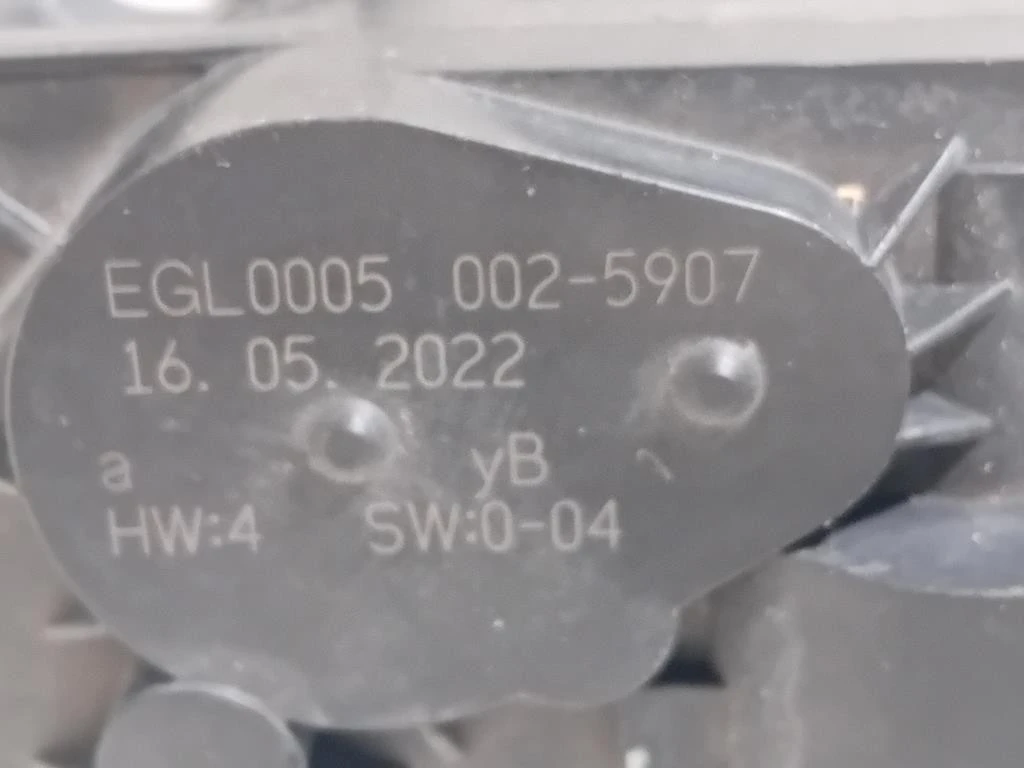 EGL0005 002-5907
16. 05. 2022
a yB
HW:4 SW:0-04